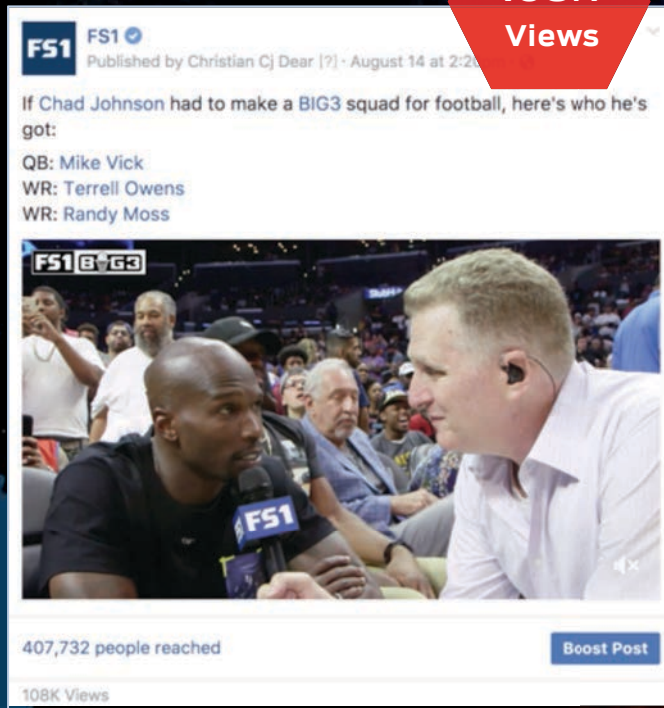 Views
FS1
FS1
Published by Christian Cj Dear [?] · August 14 at
If Chad Johnson had to make a BIG3 squad for football, here's who he's
got:
QB: Mike Vick
WR: Terrell Owens
WR: Randy Moss
FS1 BIG3
FS1
407,732 people reached
Boost Post
108K Views